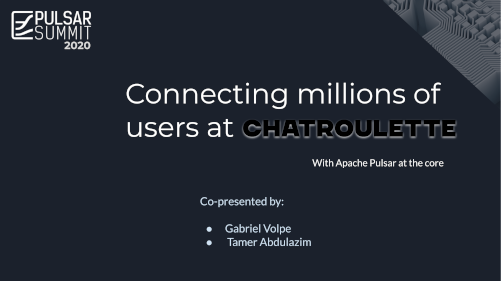 PULSAR
SUMMIT
2020
Connecting millions of
users at CHATROULETTE
With Apache Pulsar at the core
Co-presented by:
● Gabriel Volpe
● Tamer Abdulazim